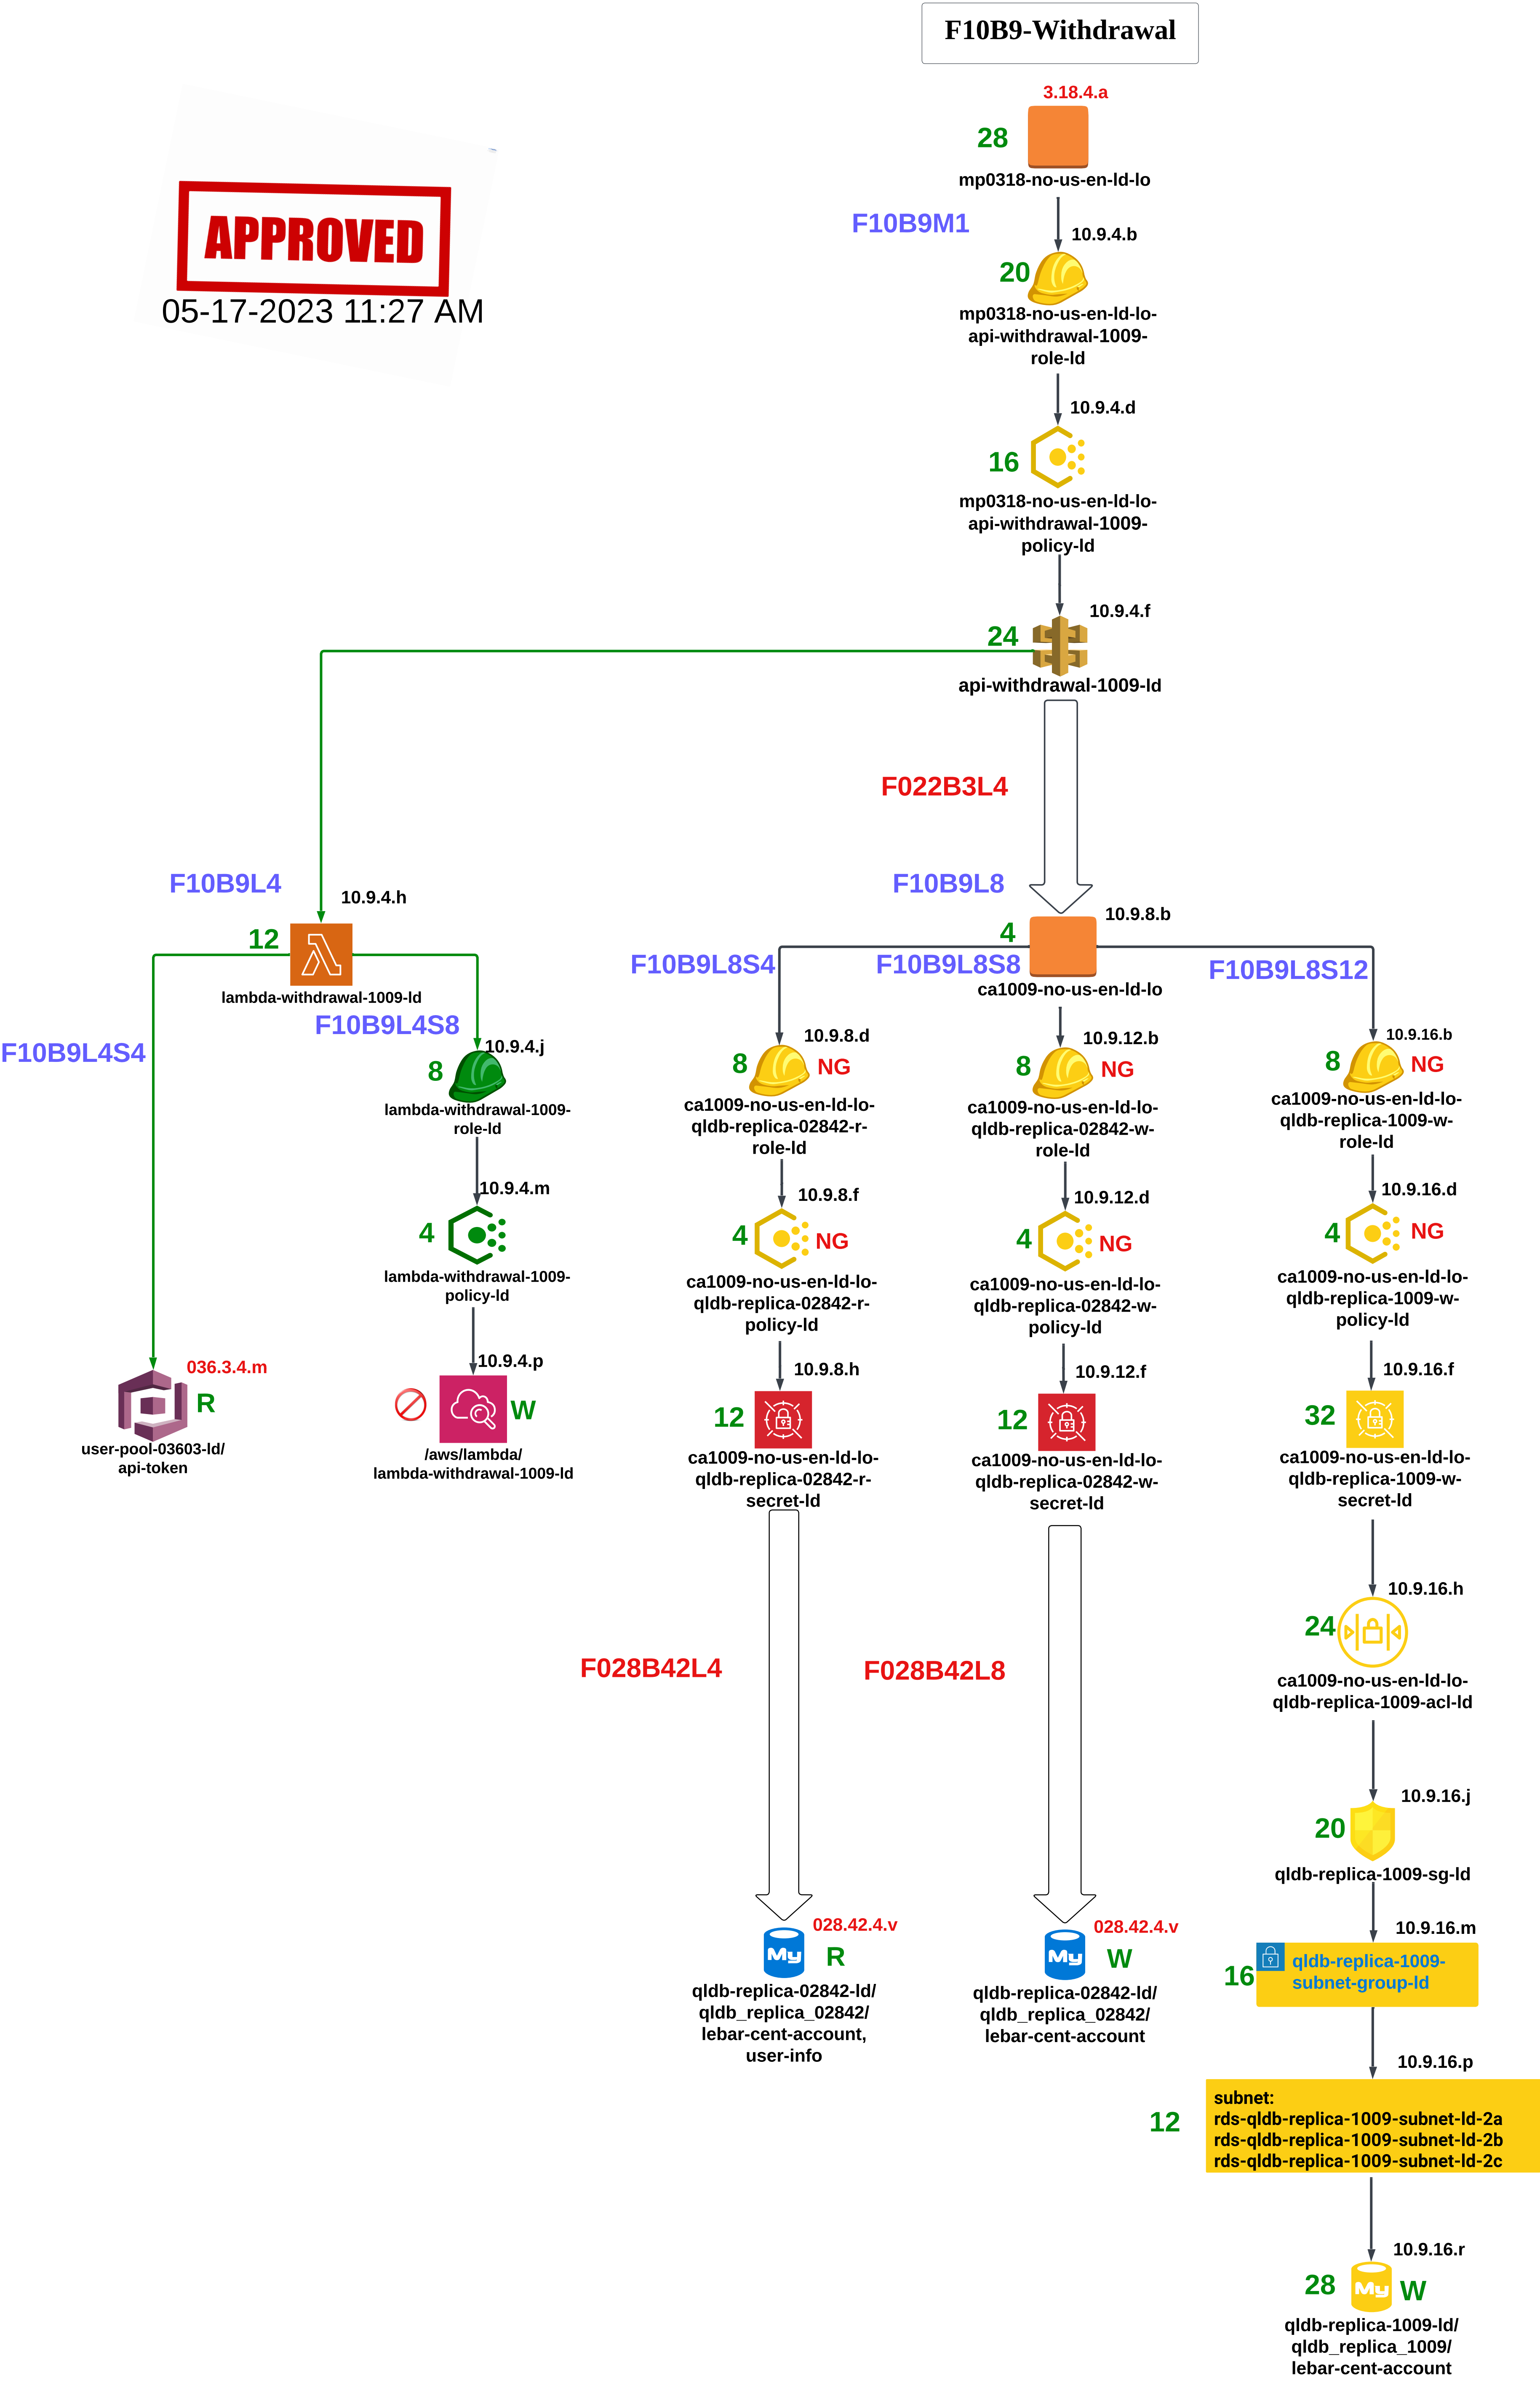 F10B9-Withdrawal
3.18.4.a
28
mp0318-no-us-en-ld-lo
APPROVED
05-17-2023 11:27 AM
F10B9M1
10.9.4.b
20
mp0318-no-us-en-ld-lo-
api-withdrawal-1009-
role-ld
10.9.4.d
16
mp0318-no-us-en-ld-lo-
api-withdrawal-1009-
policy-ld
10.9.4.f
24
api-withdrawal-1009-ld
F022B3L4
F10B9L4
10.9.4.h
12
lambda-withdrawal-1009-ld
F10B9L4S4
F10B9L4S8
10.9.4.j
8
lambda-withdrawal-1009-
role-ld
10.9.4.m
4
lambda-withdrawal-1009-
policy-ld
036.3.4.m
R
user-pool-03603-ld/
api-token
10.9.4.p
W
/aws/lambda/
lambda-withdrawal-1009-ld
F10B9L8
10.9.8.b
4
ca1009-no-us-en-ld-lo
F10B9L8S4
F10B9L8S8
F10B9L8S12
10.9.8.d
8
NG
ca1009-no-us-en-ld-lo-
qldb-replica-02842-r-
role-ld
10.9.8.f
4
NG
ca1009-no-us-en-ld-lo-
qldb-replica-02842-r-
policy-ld
10.9.8.h
12
ca1009-no-us-en-ld-lo-
qldb-replica-02842-r-
secret-ld
F028B42L4
028.42.4.v
My
R
qldb-replica-02842-ld/
qldb_replica_02842/
lebar-cent-account,
user-info
10.9.12.b
8
NG
ca1009-no-us-en-ld-lo-
qldb-replica-02842-w-
role-ld
10.9.12.d
4
NG
ca1009-no-us-en-ld-lo-
qldb-replica-02842-w-
policy-ld
10.9.12.f
12
ca1009-no-us-en-ld-lo-
qldb-replica-02842-w-
secret-ld
F028B42L8
028.42.4.v
My
W
qldb-replica-02842-ld/
qldb_replica_02842/
lebar-cent-account
10.9.16.b
8
NG
ca1009-no-us-en-ld-lo-
qldb-replica-1009-w-
role-ld
10.9.16.d
4
NG
ca1009-no-us-en-ld-lo-
qldb-replica-1009-w-
policy-ld
10.9.16.f
32
ca1009-no-us-en-ld-lo-
qldb-replica-1009-w-
secret-ld
10.9.16.h
24
ca1009-no-us-en-ld-lo-
qldb-replica-1009-acl-ld
10.9.16.j
20
qldb-replica-1009-sg-ld
10.9.16.m
16
qldb-replica-1009-
subnet-group-ld
10.9.16.p
12
subnet:
rds-qldb-replica-1009-subnet-ld-2a
rds-qldb-replica-1009-subnet-ld-2b
rds-qldb-replica-1009-subnet-ld-2c
10.9.16.r
28
My
W
qldb-replica-1009-ld/
qldb_replica_1009/
lebar-cent-account